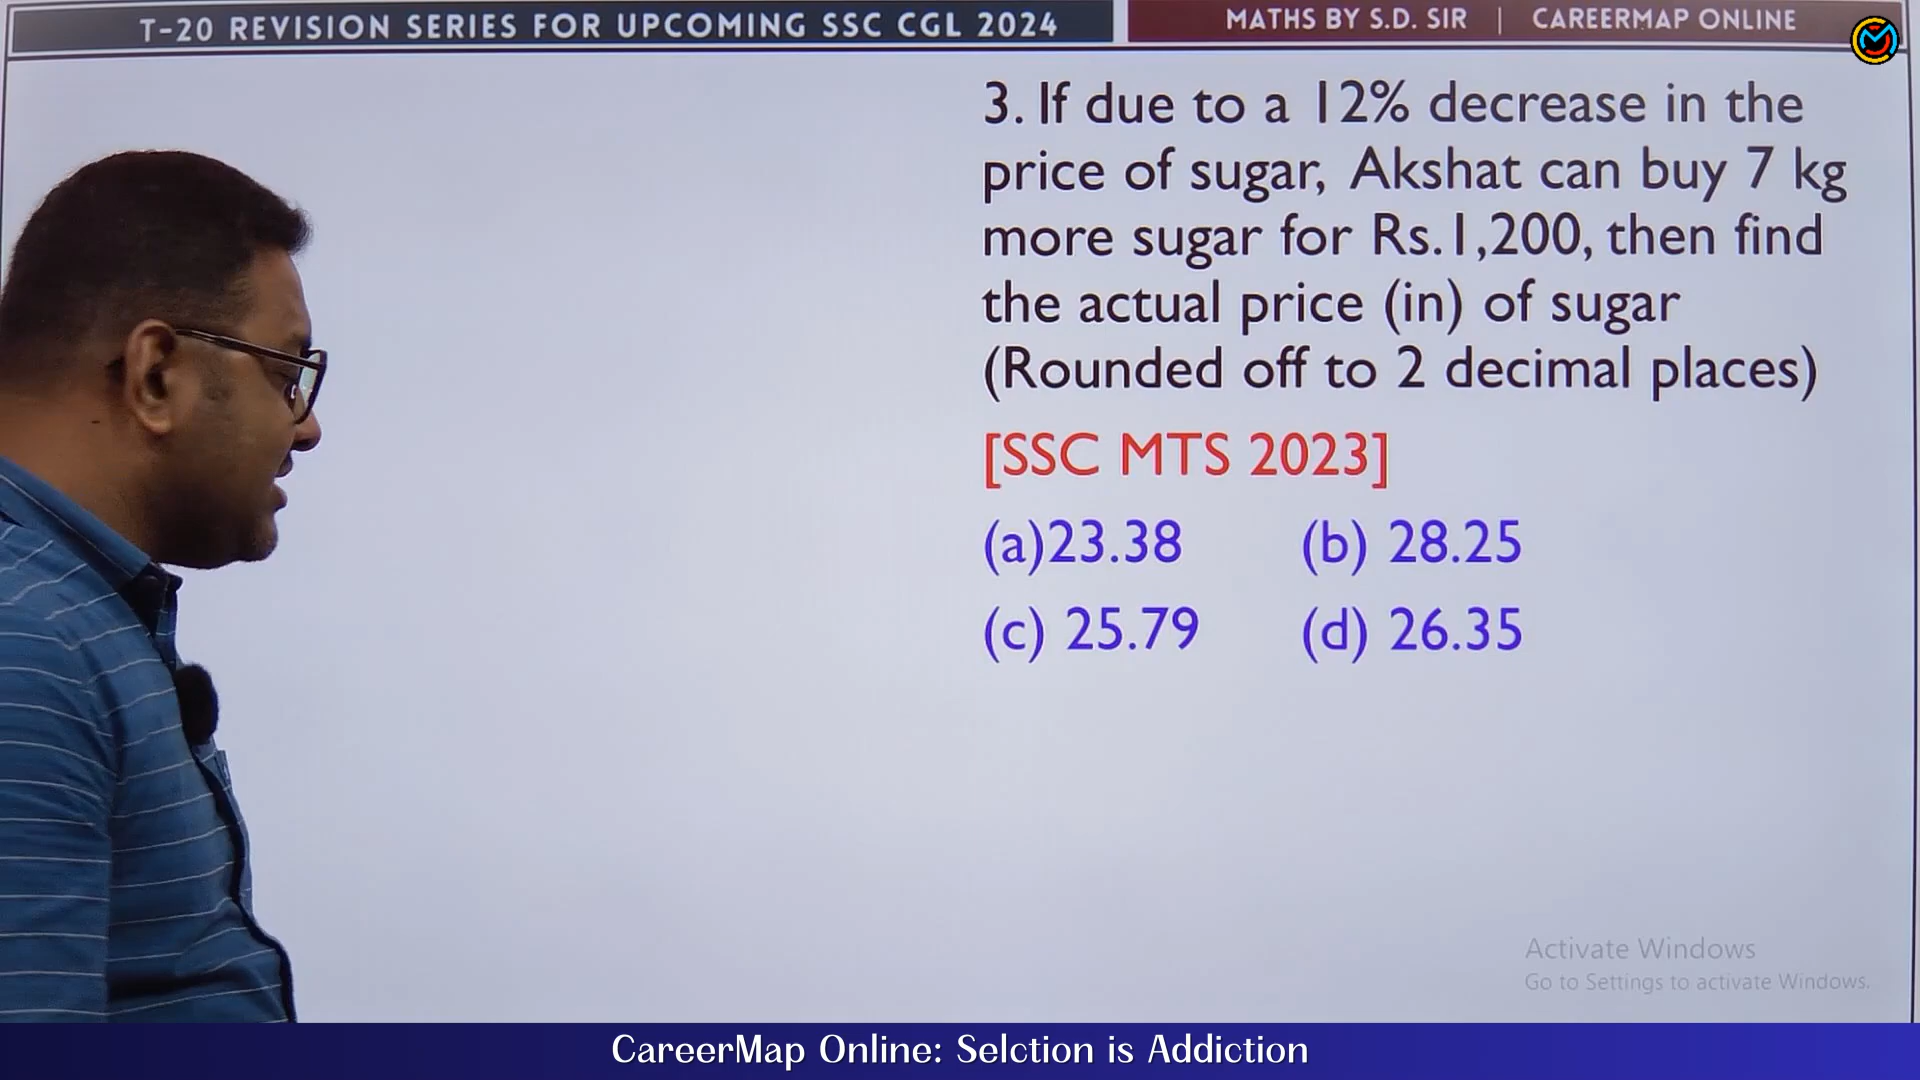 T-20 REVISION SERIES FOR UPCOMING SSC CGL 2024
MATHS BY S.D. SIR | CAREERMAP ONLINE
3. If due to a 12% decrease in the
price of sugar, Akshat can buy 7 kg
more sugar for Rs.1,200, then find
the actual price (in) of sugar
(Rounded off to 2 decimal places)
[SSC MTS 2023]
(a)23.38 (b) 28.25
(c) 25.79 (d) 26.35
Activate Windows
Go to Settings to activate Windows.
CareerMap Online: Selction is Addiction